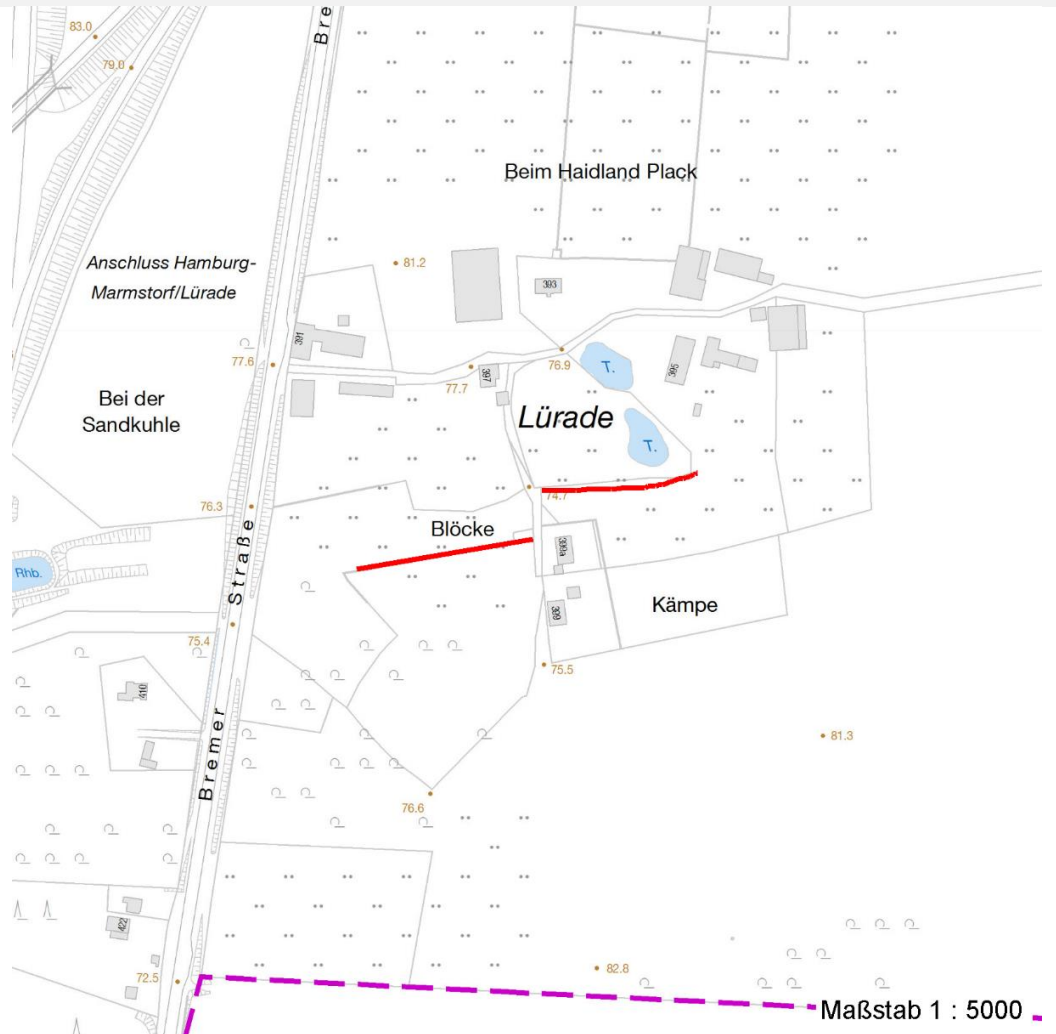 83.0
79.0
Bre
Beim Haidland Plack
Anschluss Hamburg-
Marmstorf/Lürade
81.2
393
391
77.6
77.7
397
76.9
T.
395
Bei der
Sandkuhle
Lürade
T.
76.3
74.7
Blöcke
399a
Rhb.
Kämpe
399
75.4
Bremer Straße
75.5
410
81.3
76.6
422
72.5
82.8
Maßstab 1 : 5000